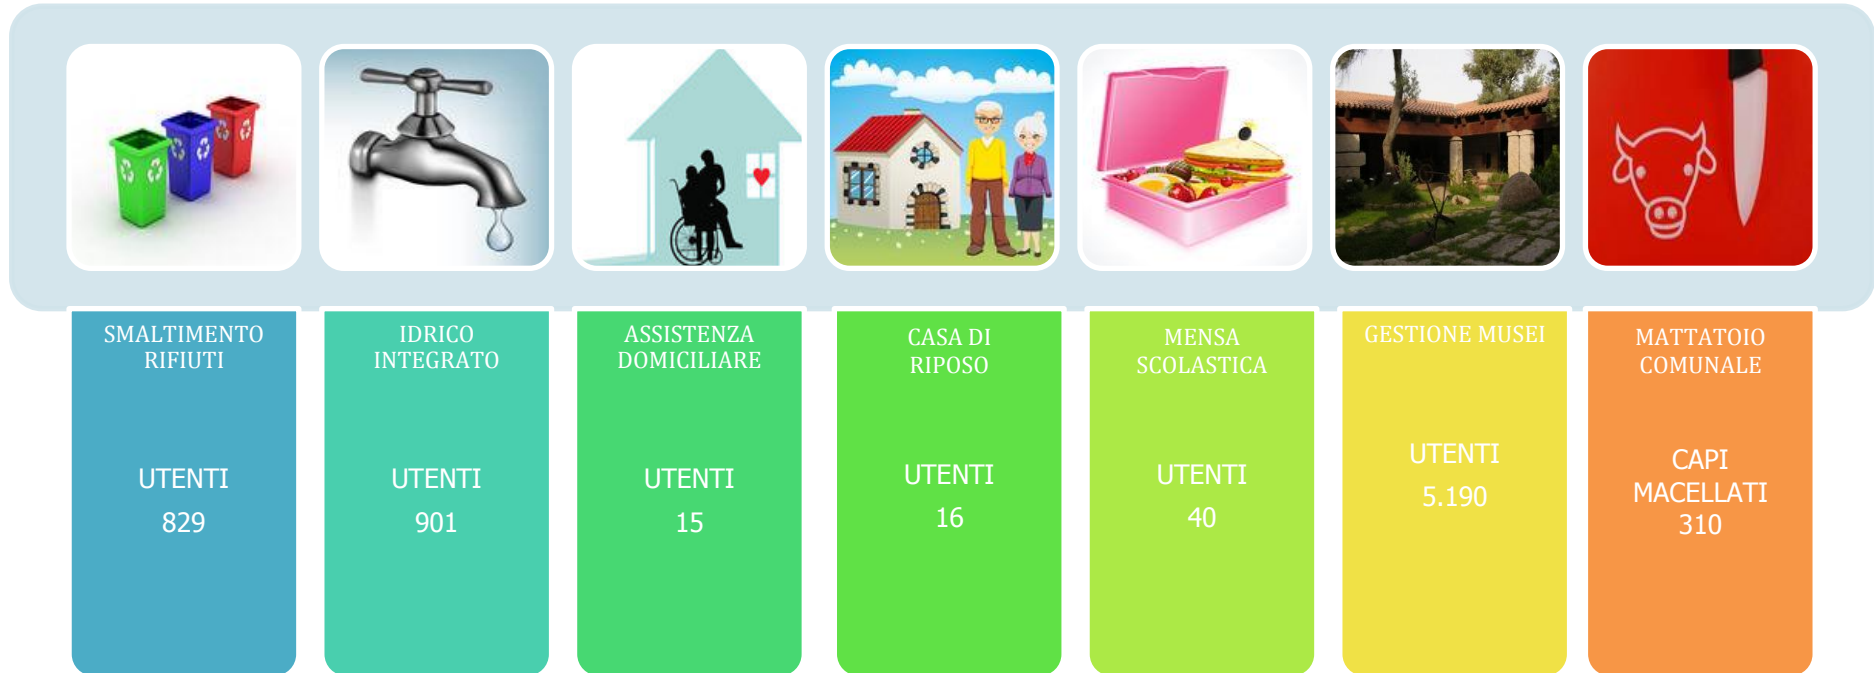 SMALTIMENTO
RIFIUTI
UTENTI
829
IDRICO
INTEGRATO
UTENTI
901
ASSISTENZA
DOMICILIARE
UTENTI
15
CASA DI
RIPOSO
UTENTI
16
MENSA
SCOLASTICA
UTENTI
40
GESTIONE MUSEI
UTENTI
5.190
MATTATOIO
COMUNALE
CAPI
MACELLATI
310